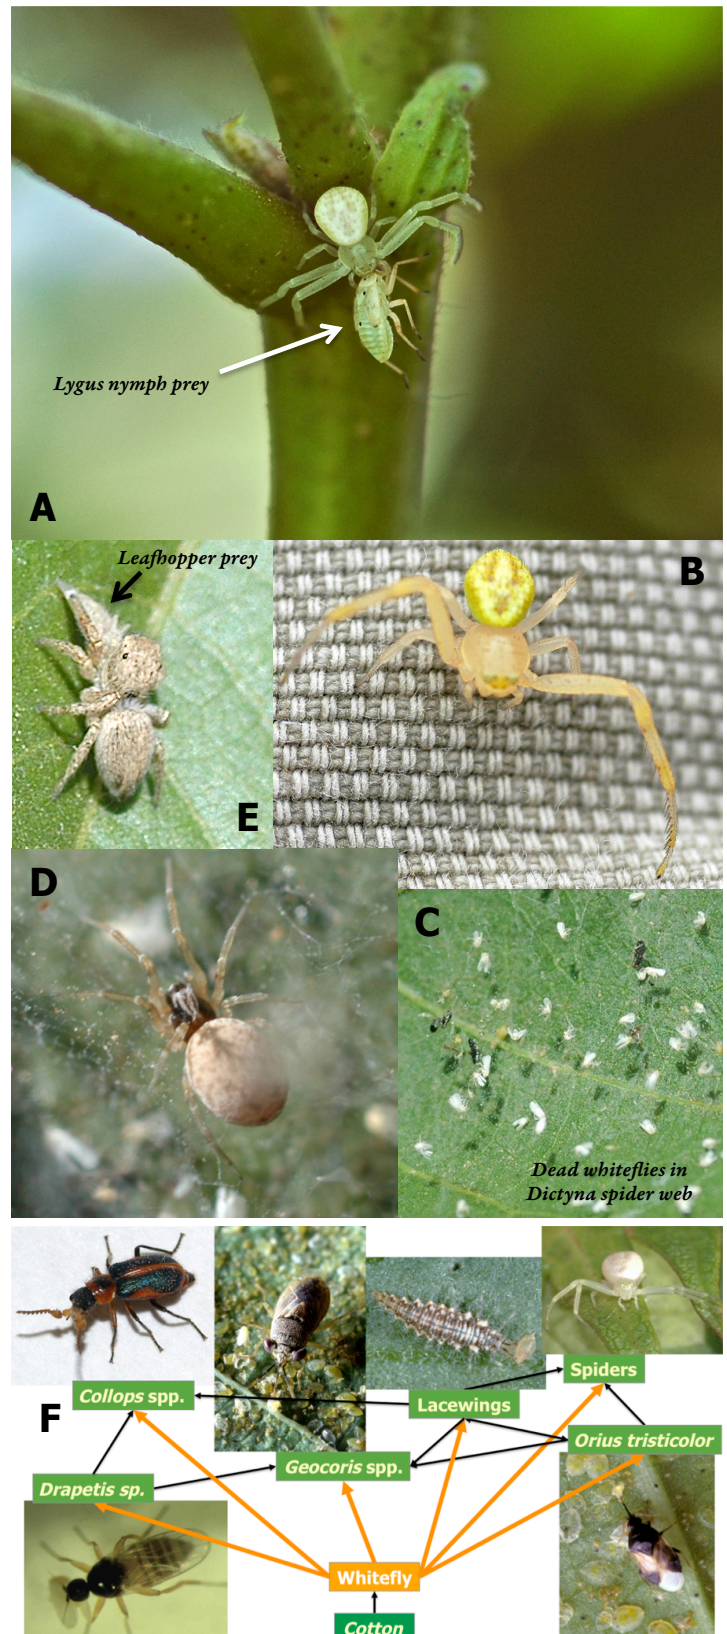 Lygus nymph prey
A
Leafhopper prey
B
E
D
C
Dead whiteflies in
Dictyna spider web
Spiders
Collops spp.
Lacewings
F
Orius tristicolor
Geocoris spp.
Drapetis sp.
Whitefly
Cotton